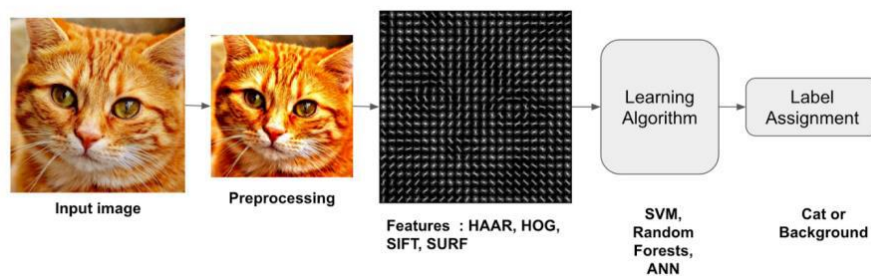 Input image
Preprocessing
Features : HAAR, HOG,
SIFT, SURF
Learning
Algorithm
SVM,
Random
Forests,
ANN
Label
Assignment
Cat or
Background